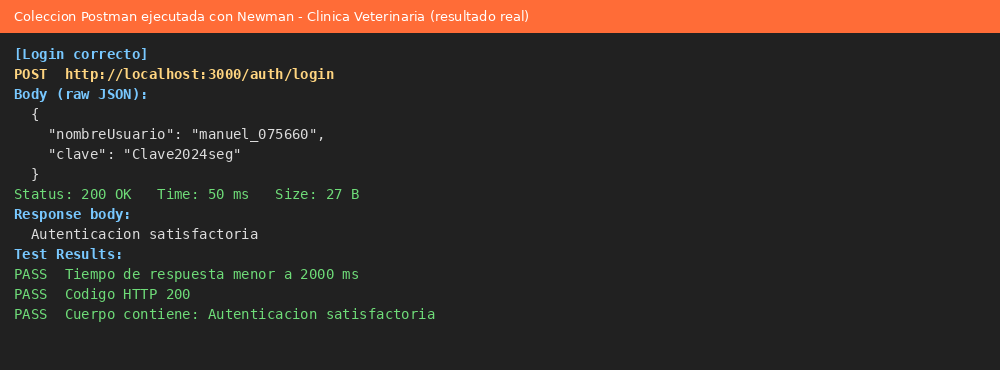 Coleccion Postman ejecutada con Newman - Clinica Veterinaria (resultado real)
[Login correcto]
POST  http://localhost:3000/auth/login
Body (raw JSON):
  {
    "nombreUsuario": "manuel_075660",
    "clave": "Clave2024seg"
  }
Status: 200 OK   Time: 50 ms   Size: 27 B
Response body:
  Autenticacion satisfactoria
Test Results:
PASS  Tiempo de respuesta menor a 2000 ms
PASS  Codigo HTTP 200
PASS  Cuerpo contiene: Autenticacion satisfactoria